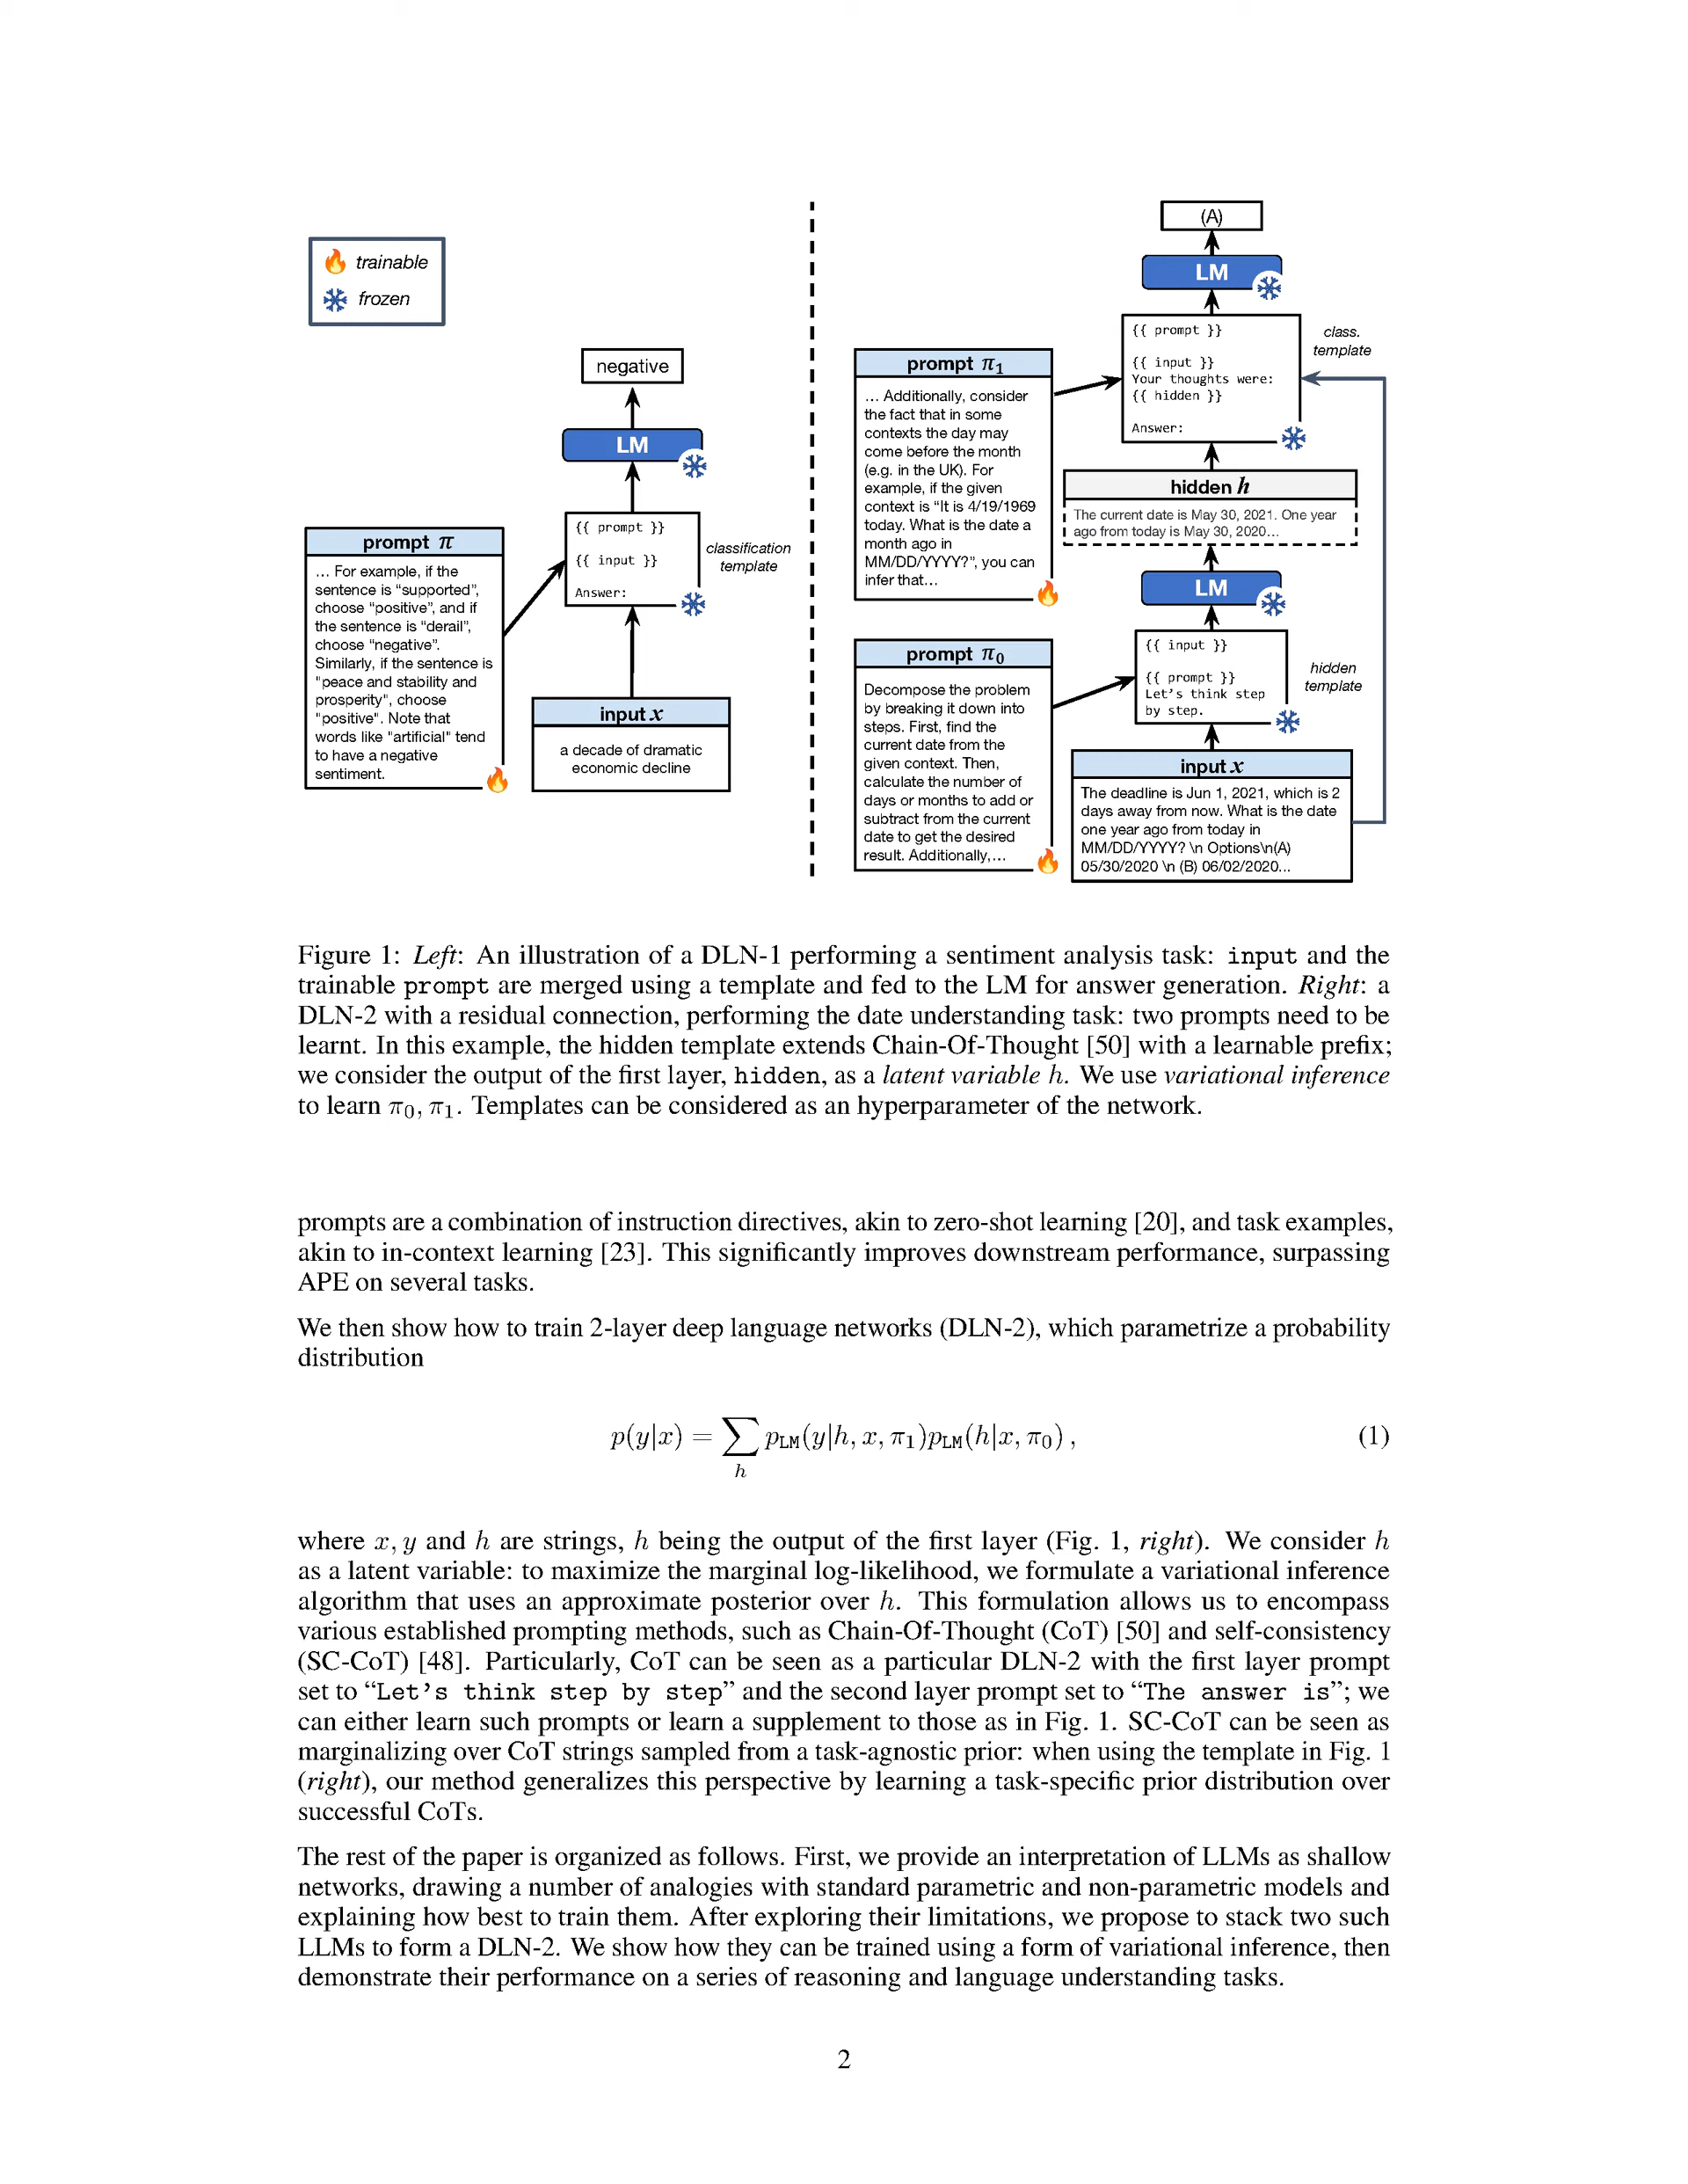 trainable
frozen
negative
LM
{{ prompt }}
{{ input }}
Answer:
classification
template
prompt π
... For example, if the
sentence is “supported”,
choose “positive”, and if
the sentence is “derail”,
choose “negative”.
Similarly, if the sentence is
"peace and stability and
prosperity", choose
"positive". Note that
words like "artificial" tend
to have a negative
sentiment.
input x
a decade of dramatic
economic decline
(A)
LM
{{ prompt }}
{{ input }}
Your thoughts were:
{{ hidden }}
Answer:
class.
template
prompt π1
... Additionally, consider
the fact that in some
contexts the day may
come before the month
(e.g. in the UK). For
example, if the given
context is “It is 4/19/1969
today. What is the date a
month ago in
MM/DD/YYYY?”, you can
infer that...
hidden h
The current date is May 30, 2021. One year
ago from today is May 30, 2020...
LM
{{ input }}
{{ prompt }}
Let’s think step
by step.
hidden
template
prompt π0
Decompose the problem
by breaking it down into
steps. First, find the
current date from the
given context. Then,
calculate the number of
days or months to add or
subtract from the current
date to get the desired
result. Additionally,...
input x
The deadline is Jun 1, 2021, which is 2
days away from now. What is the date
one year ago from today in
MM/DD/YYYY? \n Options\n(A)
05/30/2020 \n (B) 06/02/2020...
Figure 1: Left: An illustration of a DLN-1 performing a sentiment analysis task: input and the
trainable prompt are merged using a template and fed to the LM for answer generation. Right: a
DLN-2 with a residual connection, performing the date understanding task: two prompts need to be
learnt. In this example, the hidden template extends Chain-Of-Thought [50] with a learnable prefix;
we consider the output of the first layer, hidden, as a latent variable h. We use variational inference
to learn π0, π1. Templates can be considered as an hyperparameter of the network.
prompts are a combination of instruction directives, akin to zero-shot learning [20], and task examples,
akin to in-context learning [23]. This significantly improves downstream performance, surpassing
APE on several tasks.
We then show how to train 2-layer deep language networks (DLN-2), which parametrize a probability
distribution
p(y|x) = ∑h pLM(y|h, x, π1)pLM(h|x, π0) , (1)
where x, y and h are strings, h being the output of the first layer (Fig. 1, right). We consider h
as a latent variable: to maximize the marginal log-likelihood, we formulate a variational inference
algorithm that uses an approximate posterior over h. This formulation allows us to encompass
various established prompting methods, such as Chain-Of-Thought (CoT) [50] and self-consistency
(SC-CoT) [48]. Particularly, CoT can be seen as a particular DLN-2 with the first layer prompt
set to “Let’s think step by step” and the second layer prompt set to “The answer is”; we
can either learn such prompts or learn a supplement to those as in Fig. 1. SC-CoT can be seen as
marginalizing over CoT strings sampled from a task-agnostic prior: when using the template in Fig. 1
(right), our method generalizes this perspective by learning a task-specific prior distribution over
successful CoTs.
The rest of the paper is organized as follows. First, we provide an interpretation of LLMs as shallow
networks, drawing a number of analogies with standard parametric and non-parametric models and
explaining how best to train them. After exploring their limitations, we propose to stack two such
LLMs to form a DLN-2. We show how they can be trained using a form of variational inference, then
demonstrate their performance on a series of reasoning and language understanding tasks.
2